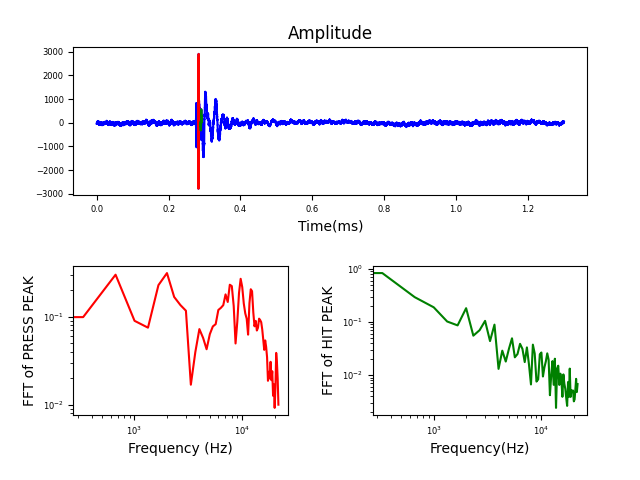 Amplitude
3000
2000
1000
0
−1000
−2000
−3000
0.0 0.2 0.4 0.6 0.8 1.0 1.2
Time(ms)
FFT of PRESS PEAK
10⁻¹
10⁻²
10³ 10⁴
Frequency (Hz)
FFT of HIT PEAK
10⁰
10⁻¹
10⁻²
10³ 10⁴
Frequency(Hz)